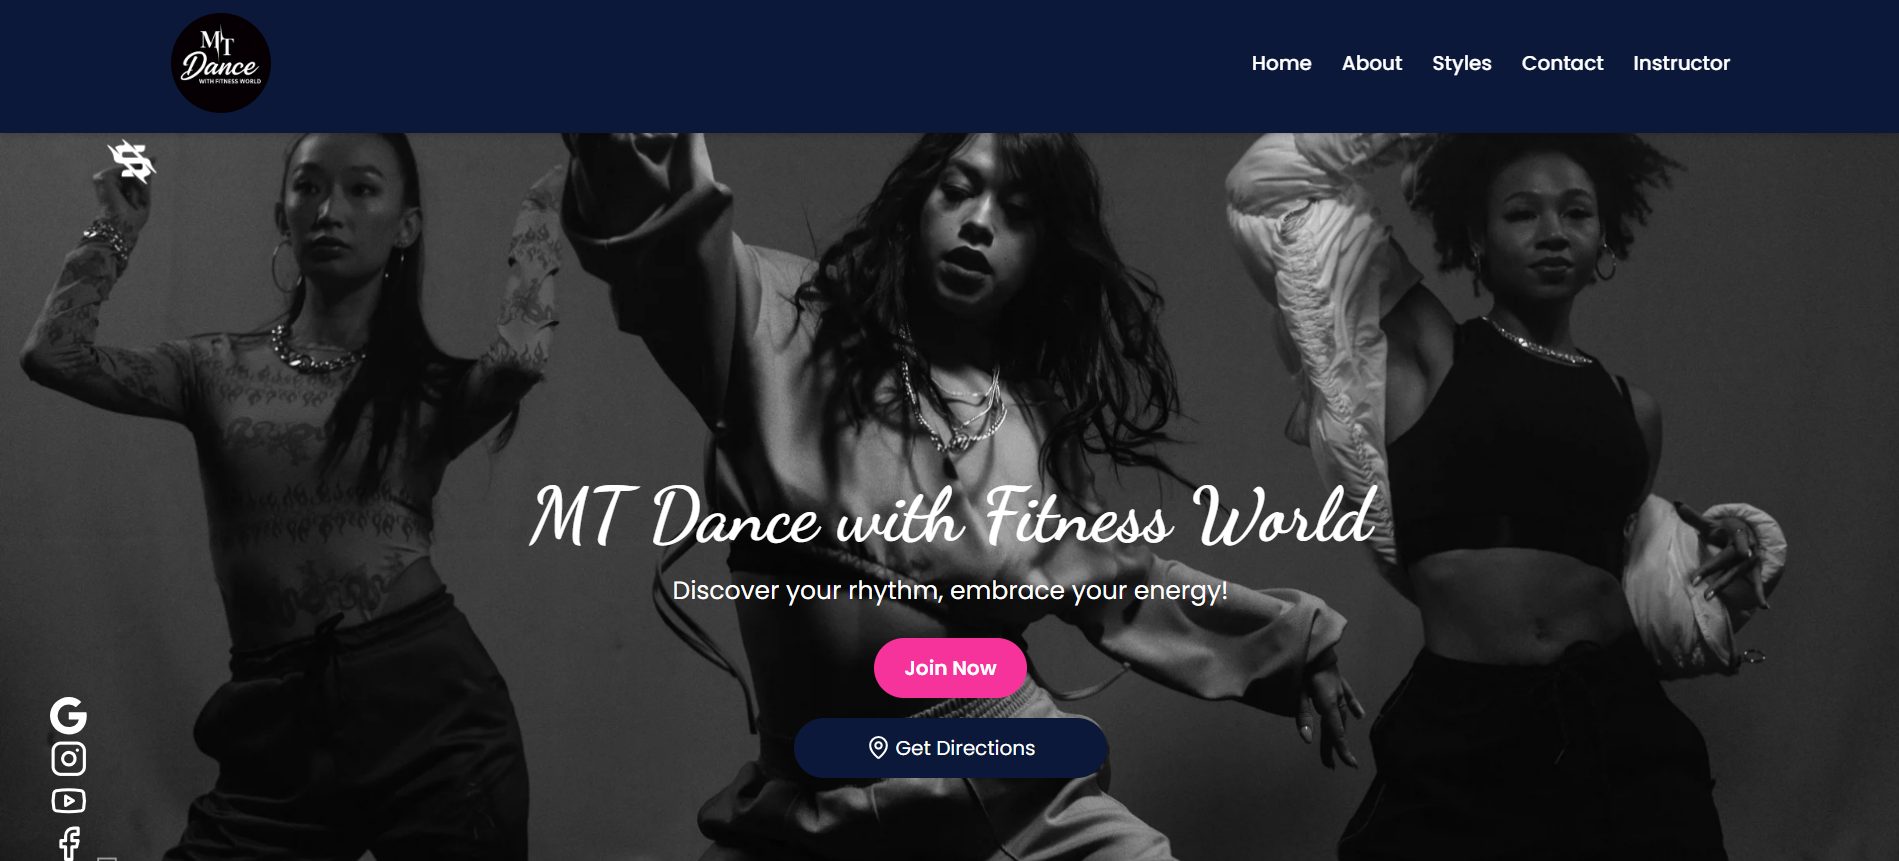 MT
Dance
WITH FITNESS WORLD
Home About Styles Contact Instructor
MT Dance with Fitness World
Discover your rhythm, embrace your energy!
Join Now
Get Directions